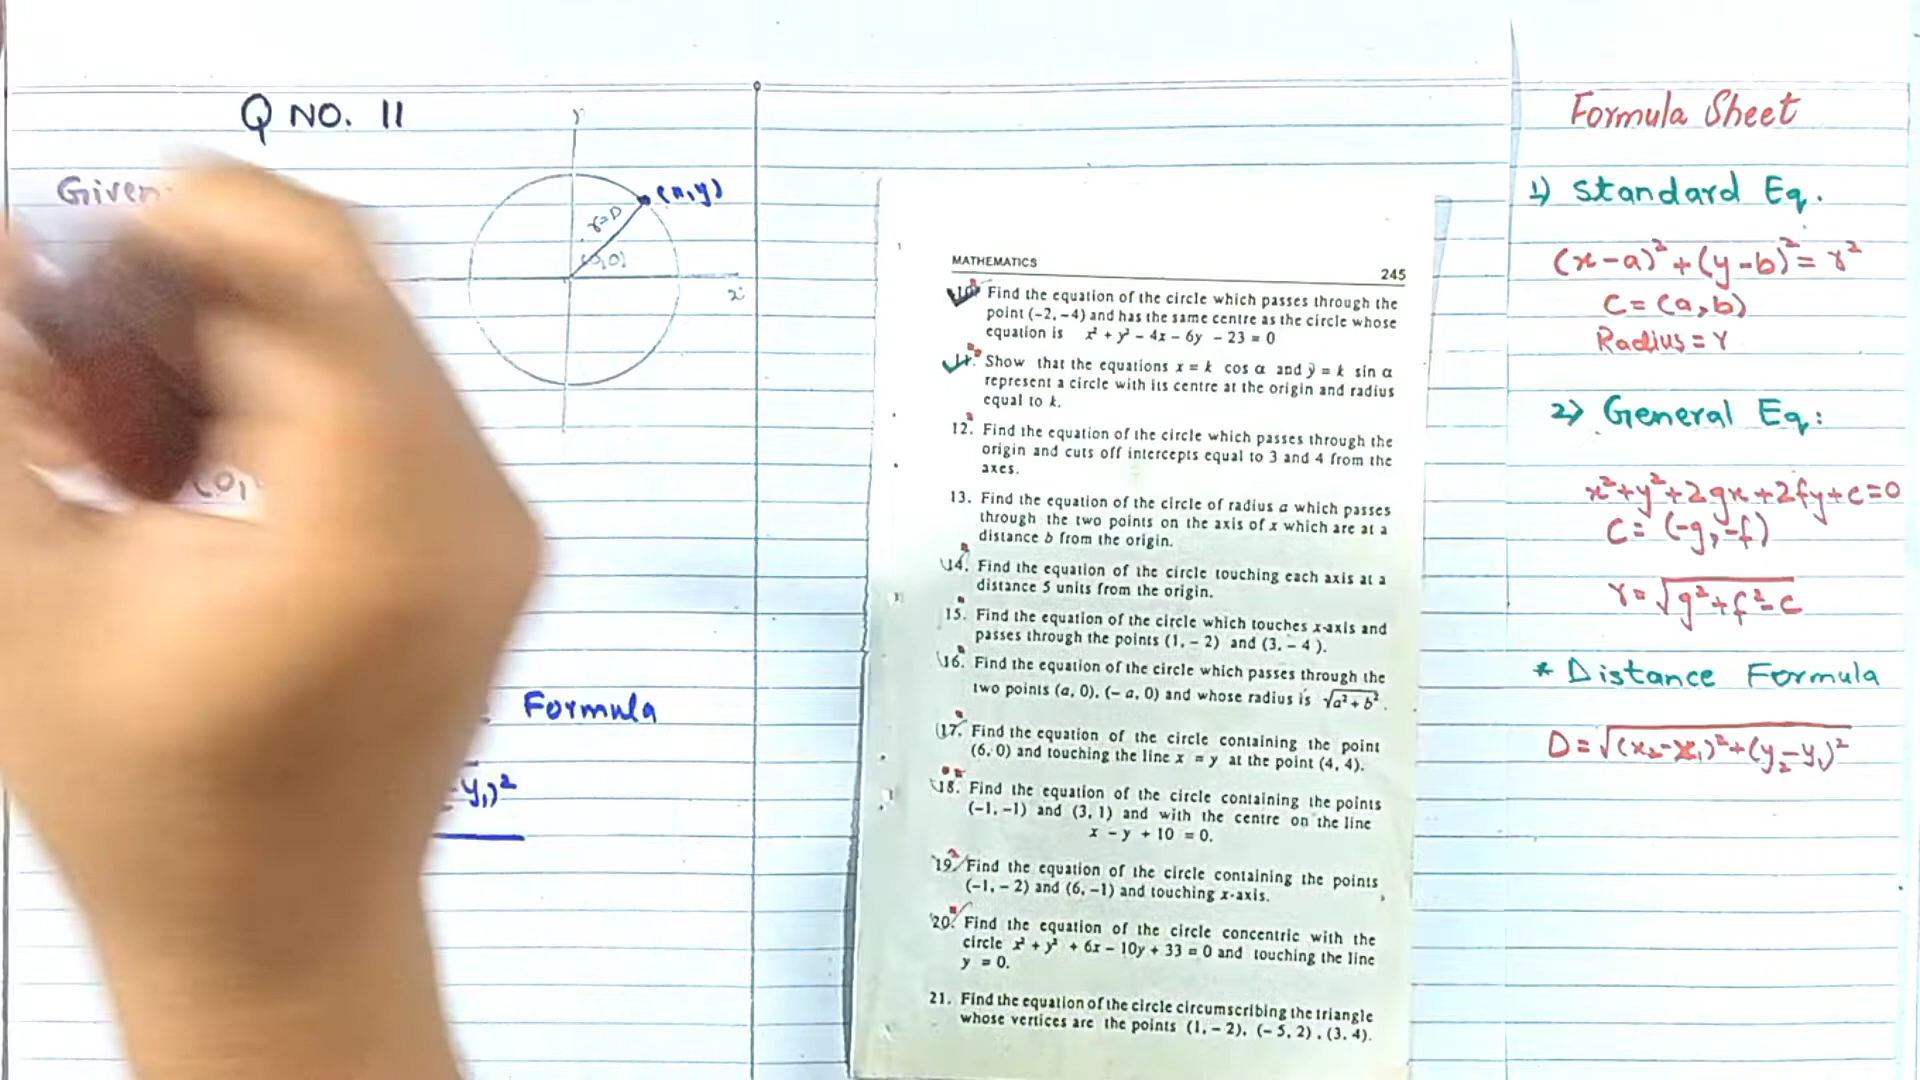 Q NO. 11
Given
y
(x,y)
r=D
(0,0)
x
(0,
Formula
y₁)²
MATHEMATICS 245
10. Find the equation of the circle which passes through the
point (−2, −4) and has the same centre as the circle whose
equation is x² + y² − 4x − 6y − 23 = 0
11. Show that the equations x = k cos α and y = k sin α
represent a circle with its centre at the origin and radius
equal to k.
12. Find the equation of the circle which passes through the
origin and cuts off intercepts equal to 3 and 4 from the
axes.
13. Find the equation of the circle of radius a which passes
through the two points on the axis of x which are at a
distance b from the origin.
14. Find the equation of the circle touching each axis at a
distance 5 units from the origin.
15. Find the equation of the circle which touches x-axis and
passes through the points (1, − 2) and (3, − 4 ).
16. Find the equation of the circle which passes through the
two points (a, 0), (− a, 0) and whose radius is √(a² + b²) .
17. Find the equation of the circle containing the point
(6, 0) and touching the line x = y at the point (4, 4).
18. Find the equation of the circle containing the points
(−1, −1) and (3, 1) and with the centre on the line
x − y + 10 = 0.
19. Find the equation of the circle containing the points
(−1, − 2) and (6, −1) and touching x-axis.
20. Find the equation of the circle concentric with the
circle x² + y² + 6x − 10y + 33 = 0 and touching the line
y = 0.
21. Find the equation of the circle circumscribing the triangle
whose vertices are the points (1, − 2), (− 5, 2) , (3, 4).
Formula Sheet
1) Standard Eq.
(x−a)²+(y−b)²=r²
C=(a,b)
Radius=r
2) General Eq:
x²+y²+2gx+2fy+c=0
C=(-g,-f)
r=√(g²+f²-c)
* Distance Formula
D=√((x₂-x₁)²+(y₂-y₁)²)